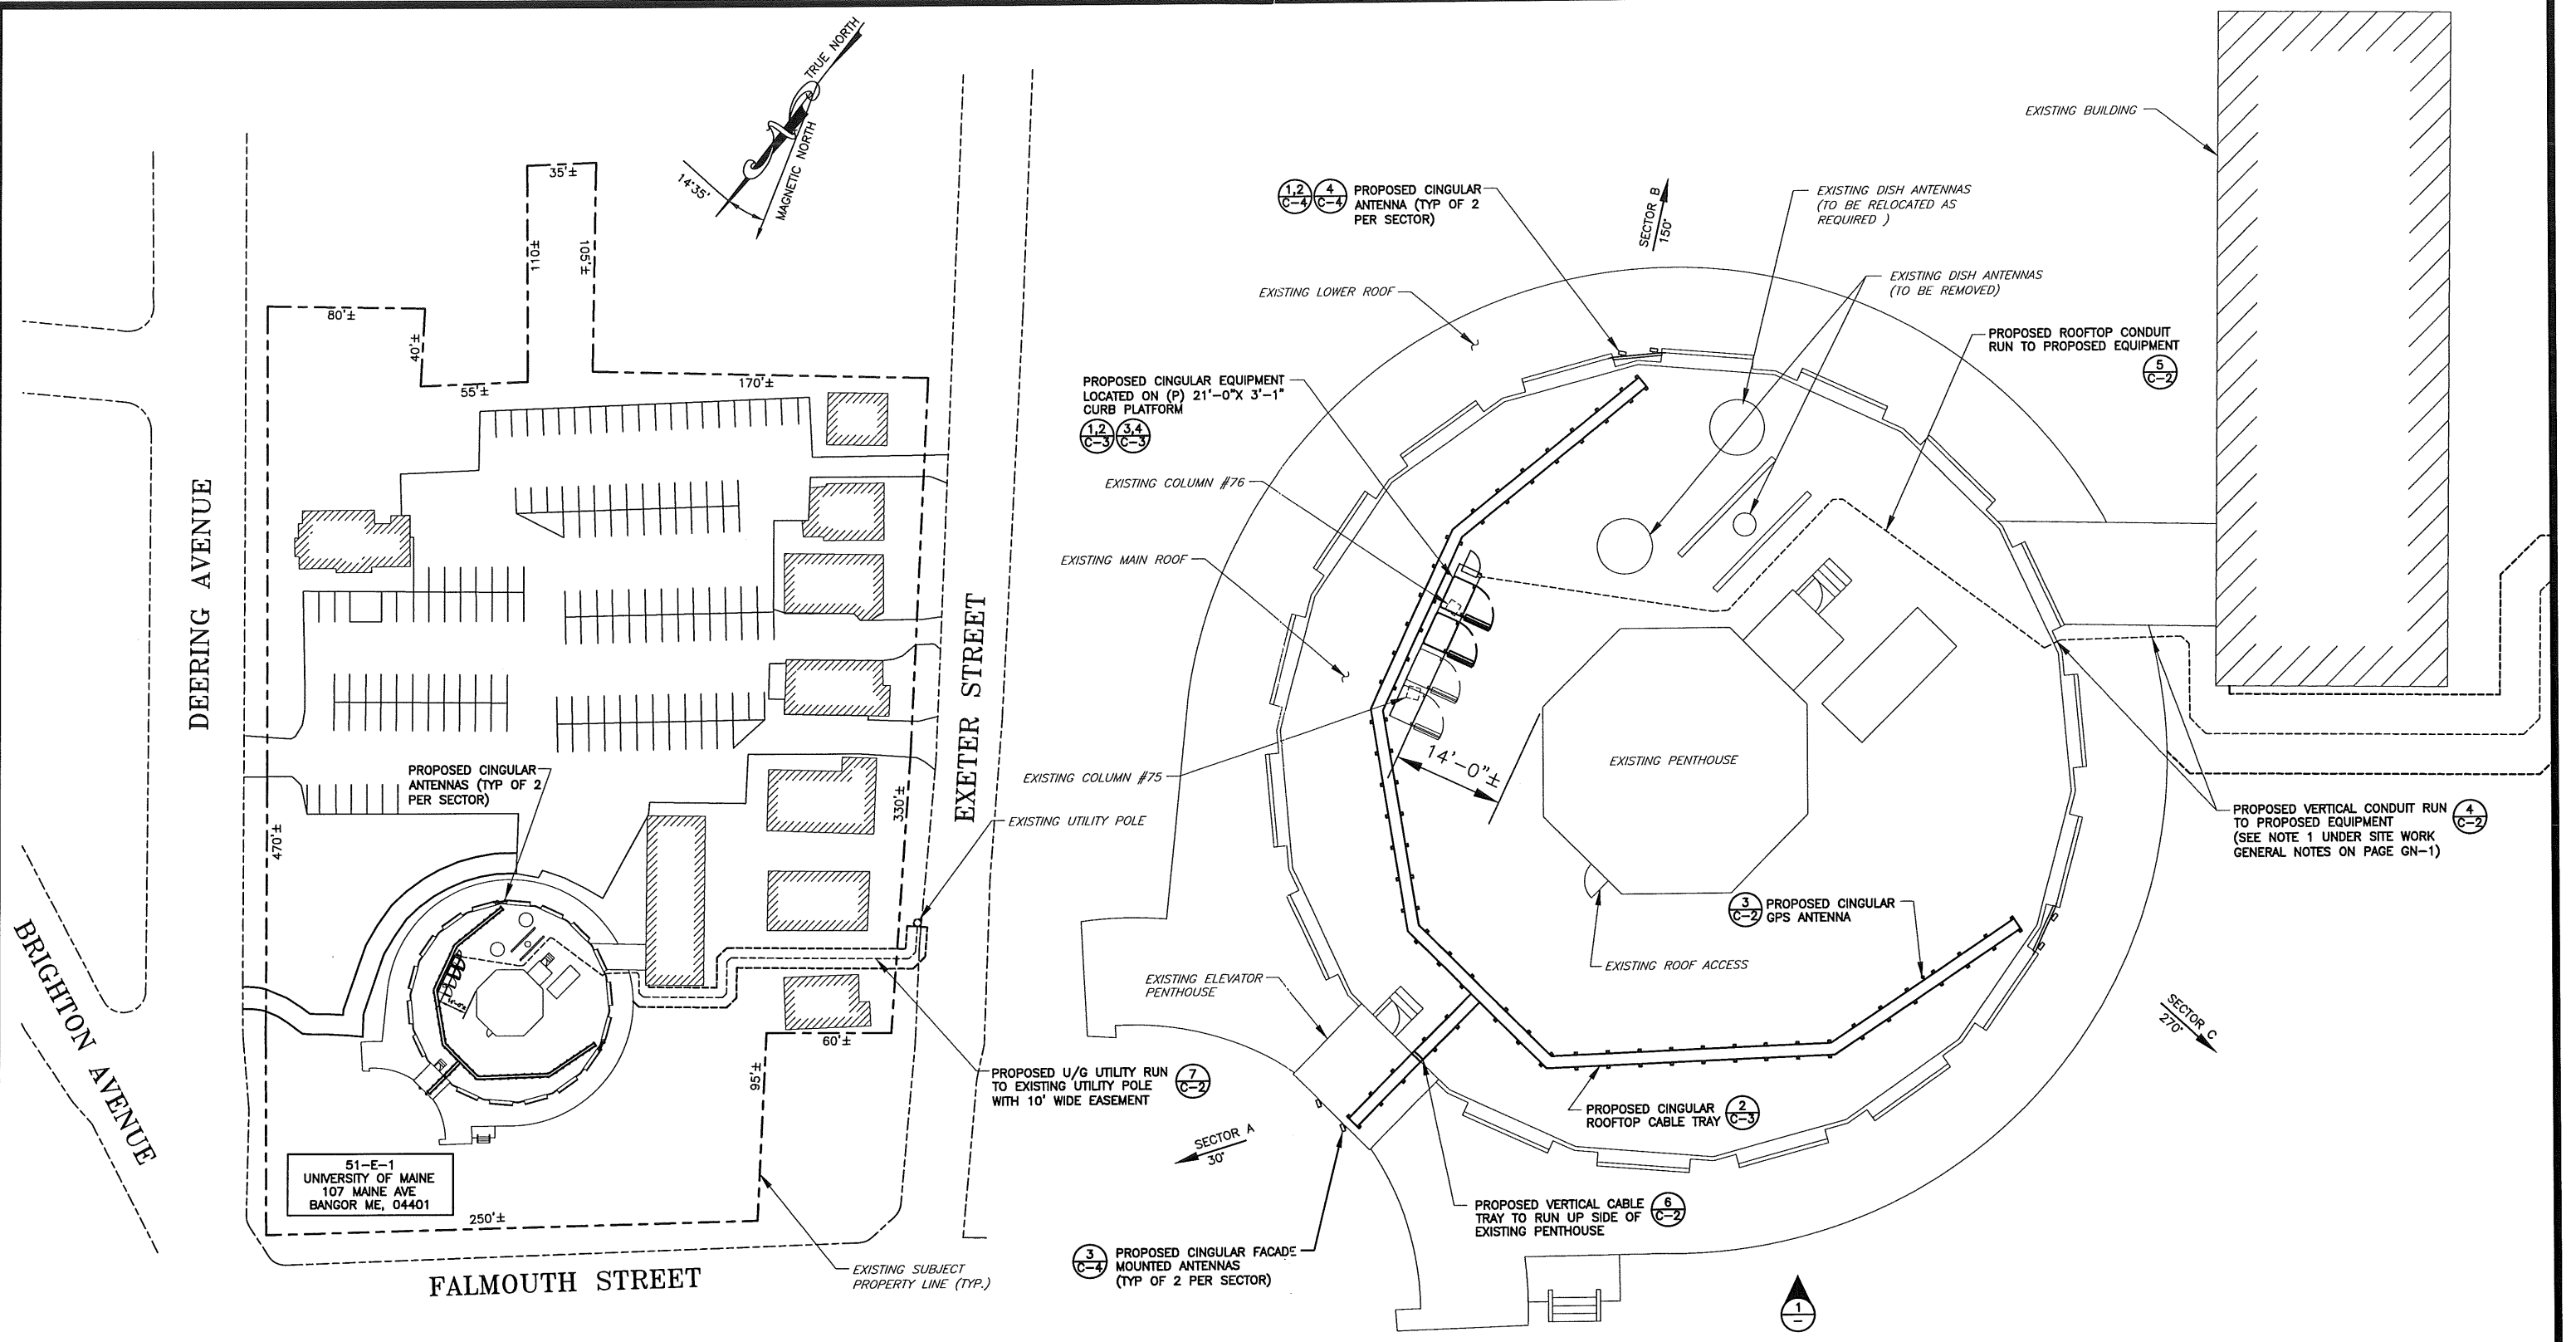 TRUE NORTH
MAGNETIC NORTH
14°35'
35'±
110'±
105'±
80'±
40'±
55'±
170'±
DEERING AVENUE
EXETER STREET
BRIGHTON AVENUE
FALMOUTH STREET
PROPOSED CINGULAR
ANTENNAS (TYP OF 2
PER SECTOR)
470'±
330'±
EXISTING UTILITY POLE
60'±
95'±
PROPOSED U/G UTILITY RUN
TO EXISTING UTILITY POLE
WITH 10' WIDE EASEMENT
7
C-2
14'-0"±
51-E-1
UNIVERSITY OF MAINE
107 MAINE AVE
BANGOR ME, 04401
250'±
EXISTING SUBJECT
PROPERTY LINE (TYP.)
EXISTING BUILDING
1,2
C-4
4
C-4
PROPOSED CINGULAR
ANTENNA (TYP OF 2
PER SECTOR)
SECTOR B
150°
EXISTING DISH ANTENNAS
(TO BE RELOCATED AS
REQUIRED )
EXISTING LOWER ROOF
EXISTING DISH ANTENNAS
(TO BE REMOVED)
PROPOSED ROOFTOP CONDUIT
RUN TO PROPOSED EQUIPMENT
5
C-2
PROPOSED CINGULAR EQUIPMENT
LOCATED ON (P) 21'-0"X 3'-1"
CURB PLATFORM
1,2
C-3
3,4
C-3
EXISTING COLUMN #76
EXISTING MAIN ROOF
EXISTING COLUMN #75
14'-0"±
EXISTING PENTHOUSE
PROPOSED VERTICAL CONDUIT RUN
TO PROPOSED EQUIPMENT
(SEE NOTE 1 UNDER SITE WORK
GENERAL NOTES ON PAGE GN-1)
4
C-2
3
C-2
PROPOSED CINGULAR
GPS ANTENNA
EXISTING ROOF ACCESS
EXISTING ELEVATOR
PENTHOUSE
SECTOR C
270°
SECTOR A
30°
PROPOSED CINGULAR
ROOFTOP CABLE TRAY
2
C-3
PROPOSED VERTICAL CABLE
TRAY TO RUN UP SIDE OF
EXISTING PENTHOUSE
6
C-2
3
C-4
PROPOSED CINGULAR FACADE
MOUNTED ANTENNAS
(TYP OF 2 PER SECTOR)
1
-